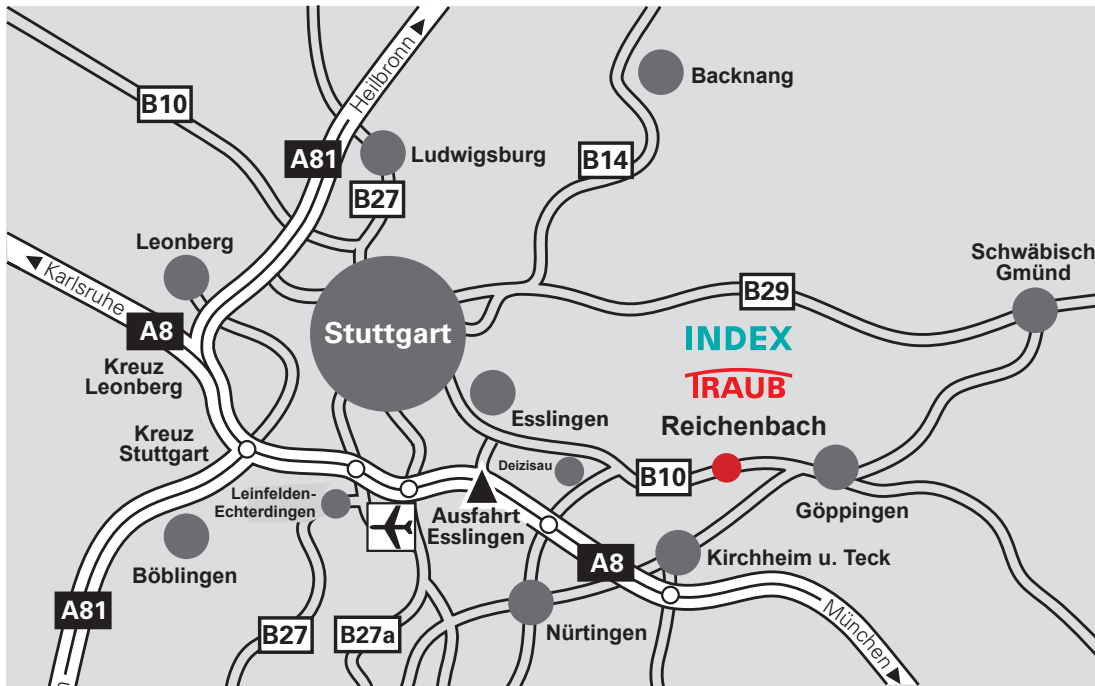 Heilbronn
Backnang
B10
A81
Ludwigsburg
B14
B27
Leonberg
Schwäbisch
Gmünd
Karlsruhe
B29
A8
Stuttgart
INDEX
TRAUB
Kreuz
Leonberg
Esslingen
Reichenbach
Kreuz
Stuttgart
Deizisau
B10
Leinfelden-
Echterdingen
Ausfahrt
Esslingen
Göppingen
Böblingen
A8
Kirchheim u. Teck
A81
B27
B27a
Nürtingen
München